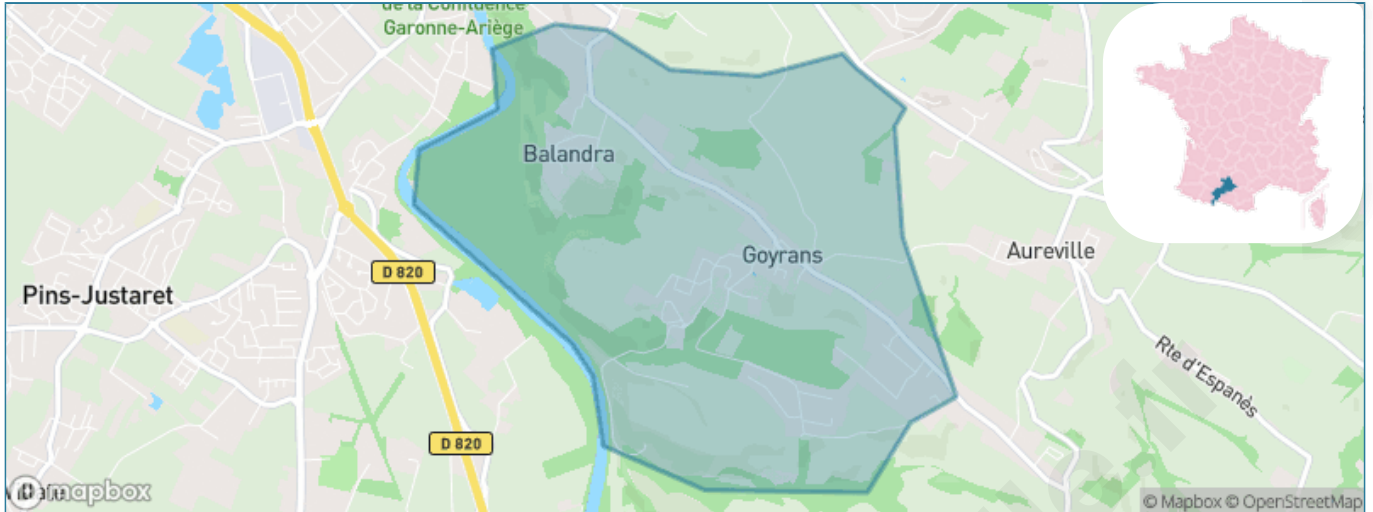 de la Confluence
Garonne-Ariège
Balandra
Goyrans
Aureville
D 820
Pins-Justaret
Rte d'Espanès
D 820
mapbox
© Mapbox © OpenStreetMap